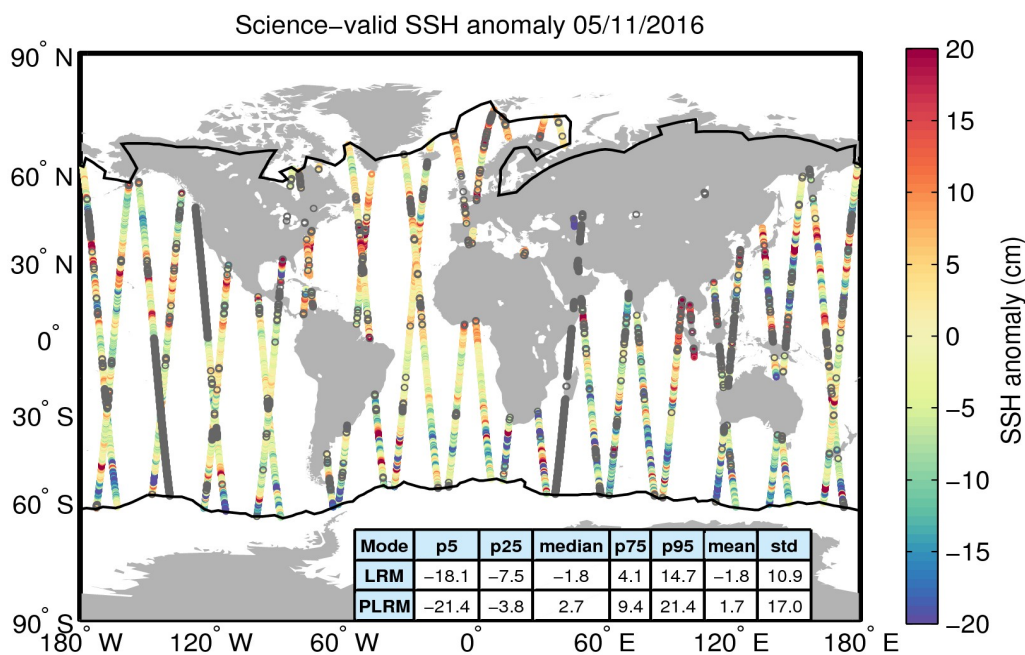 Science−valid SSH anomaly 05/11/2016
90° N
60° N
30° N
0°
30° S
60° S
90° S
180° W
120° W
60° W
0°
60° E
120° E
180° E
Mode p5 p25 median p75 p95 mean std
LRM −18.1 −7.5 −1.8 4.1 14.7 −1.8 10.9
PLRM −21.4 −3.8 2.7 9.4 21.4 1.7 17.0
20
15
10
5
0
−5
−10
−15
−20
SSH anomaly (cm)